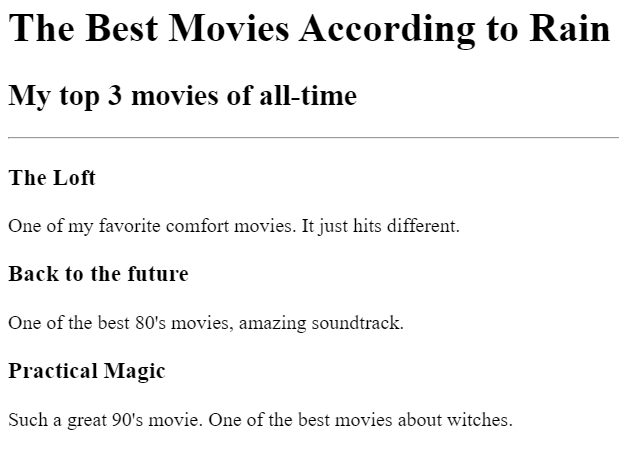 The Best Movies According to Rain
My top 3 movies of all-time
The Loft
One of my favorite comfort movies. It just hits different.
Back to the future
One of the best 80's movies, amazing soundtrack.
Practical Magic
Such a great 90's movie. One of the best movies about witches.